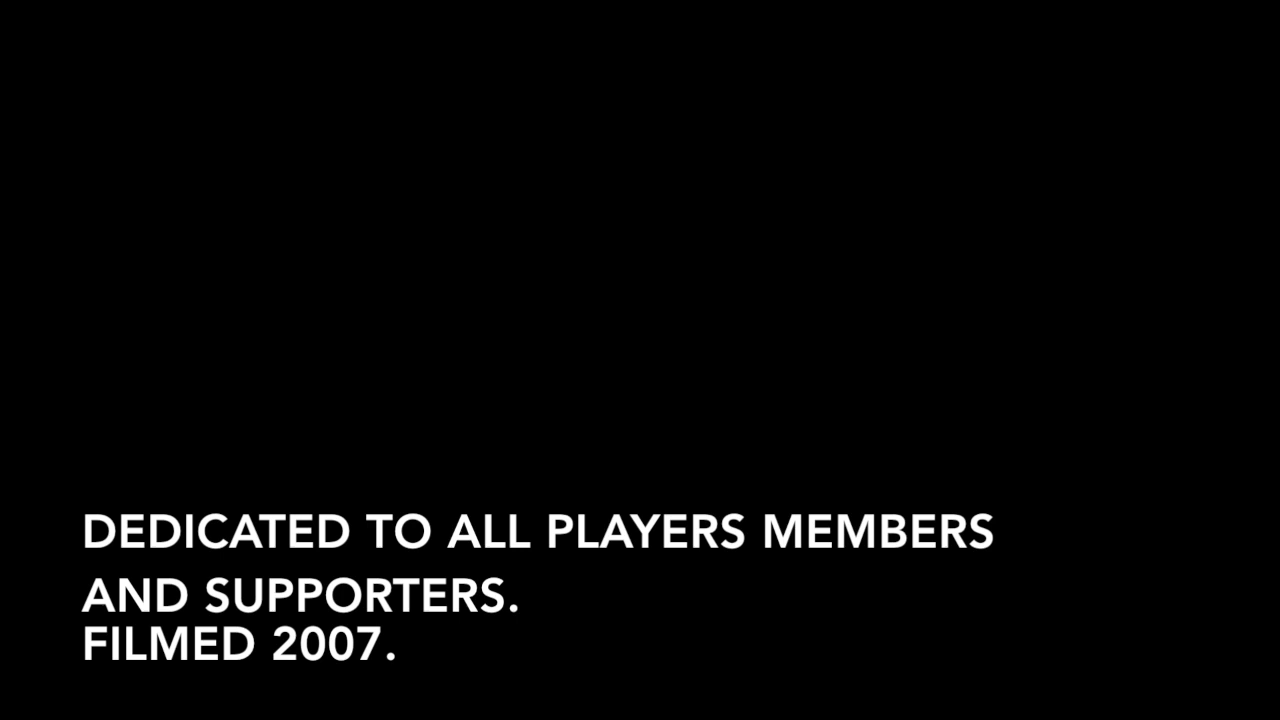 DEDICATED TO ALL PLAYERS MEMBERS
AND SUPPORTERS.
FILMED 2007.